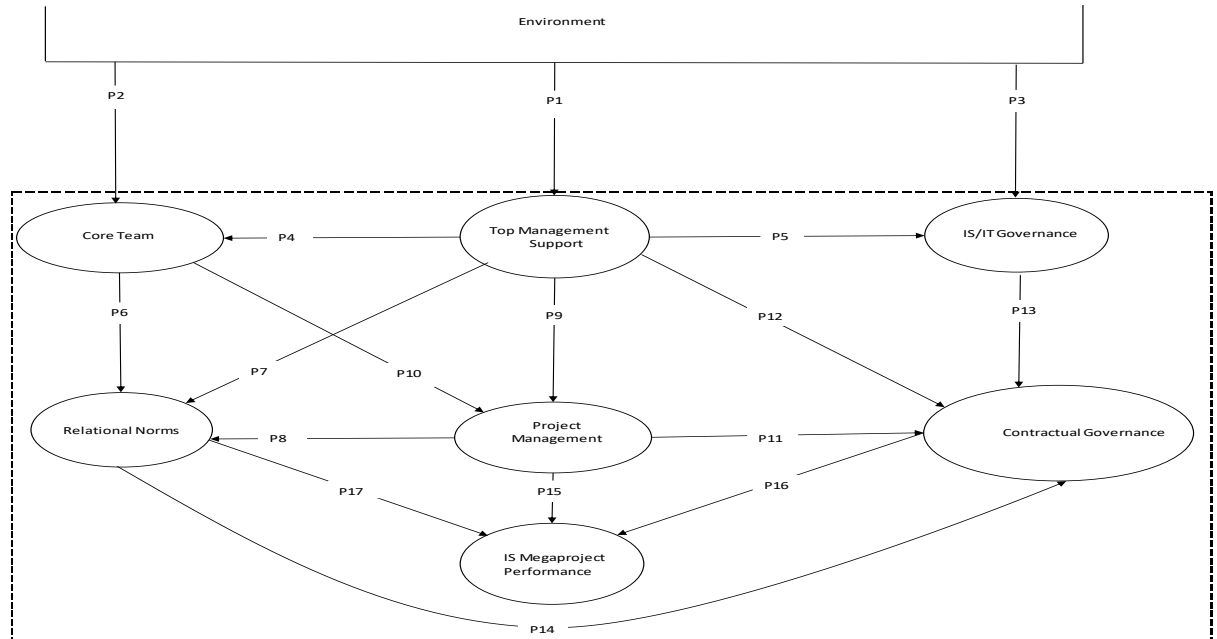 Environment
P2
P1
P3
Core Team
Top Management
Support
IS/IT Governance
P4
P5
P6
P9
P12
P13
P7
P10
Relational Norms
Project
Management
Contractual Governance
P8
P11
P17
P15
P16
IS Megaproject
Performance
P14